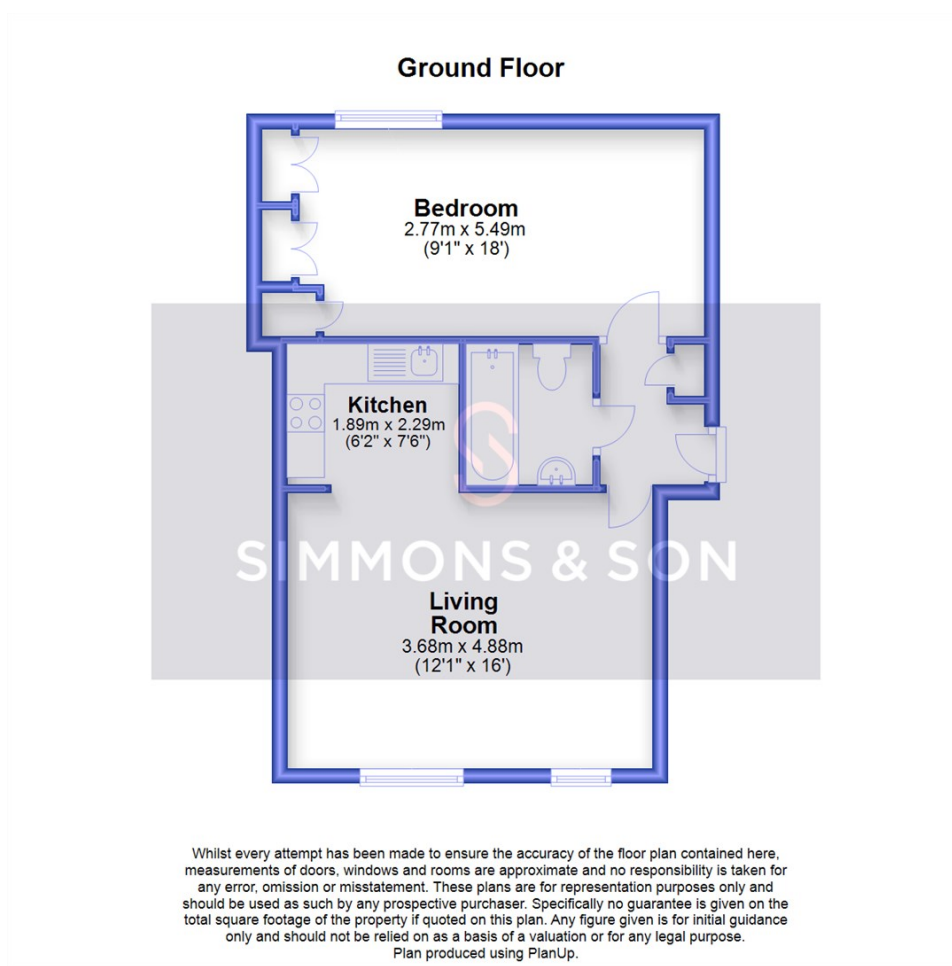 Ground Floor
Bedroom
2.77m x 5.49m
(9'1" x 18')
Kitchen
1.89m x 2.29m
(6'2" x 7'6")
SIMMONS & SON
Living
Room
3.68m x 4.88m
(12'1" x 16')
Whilst every attempt has been made to ensure the accuracy of the floor plan contained here,
measurements of doors, windows and rooms are approximate and no responsibility is taken for
any error, omission or misstatement. These plans are for representation purposes only and
should be used as such by any prospective purchaser. Specifically no guarantee is given on the
total square footage of the property if quoted on this plan. Any figure given is for initial guidance
only and should not be relied on as a basis of a valuation or for any legal purpose.
Plan produced using PlanUp.